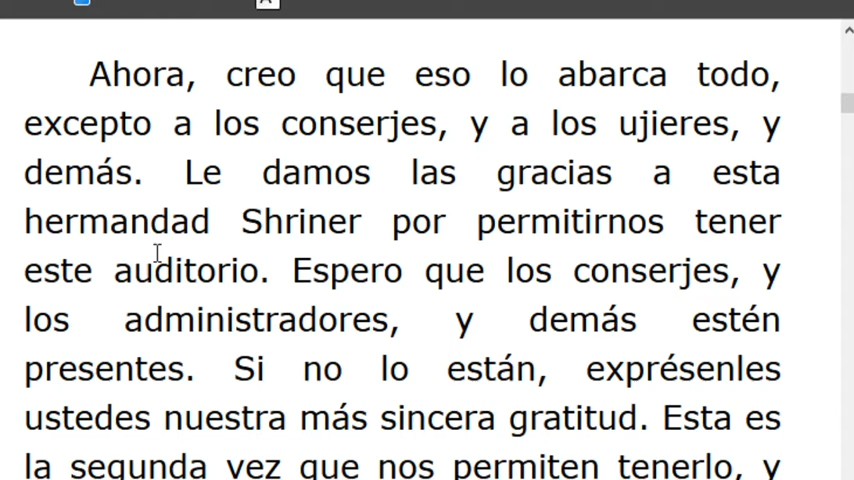 Ahora, creo que eso lo abarca todo,
excepto a los conserjes, y a los ujieres, y
demás. Le damos las gracias a esta
hermandad Shriner por permitirnos tener
este auditorio. Espero que los conserjes, y
los administradores, y demás estén
presentes. Si no lo están, exprésenles
ustedes nuestra más sincera gratitud. Esta es
la segunda vez que nos permiten tenerlo, y